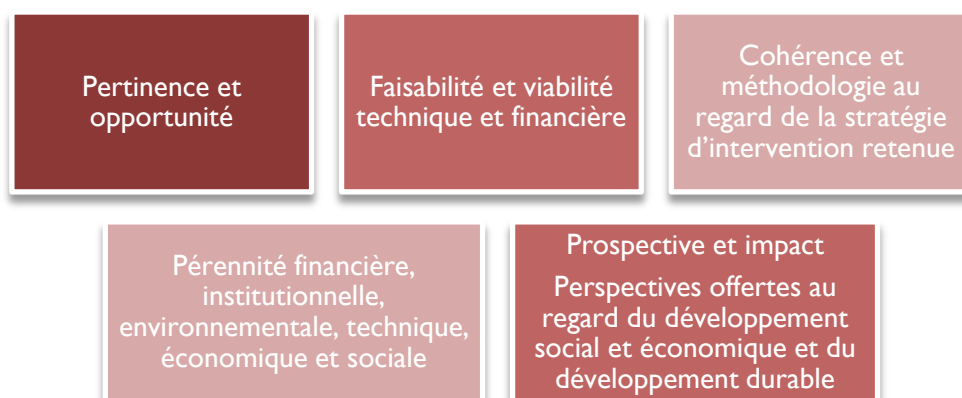 Pertinence et
opportunité
Faisabilité et viabilité
technique et financière
Cohérence et
méthodologie au
regard de la stratégie
d’intervention retenue
Pérennité financière,
institutionnelle,
environnementale, technique,
économique et sociale
Prospective et impact
Perspectives offertes au
regard du développement
social et économique et du
développement durable